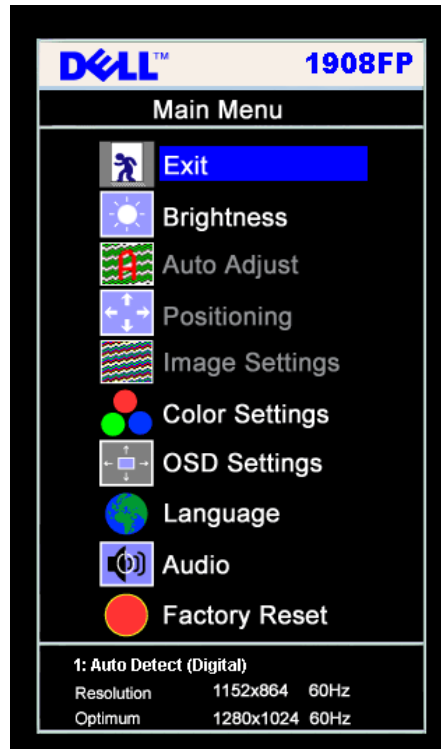 DELL™ 1908FP
Main Menu
Exit
Brightness
A
Auto Adjust
Positioning
Image Settings
Color Settings
OSD Settings
Language
Audio
Factory Reset
1: Auto Detect (Digital)
Resolution 1152x864 60Hz
Optimum 1280x1024 60Hz